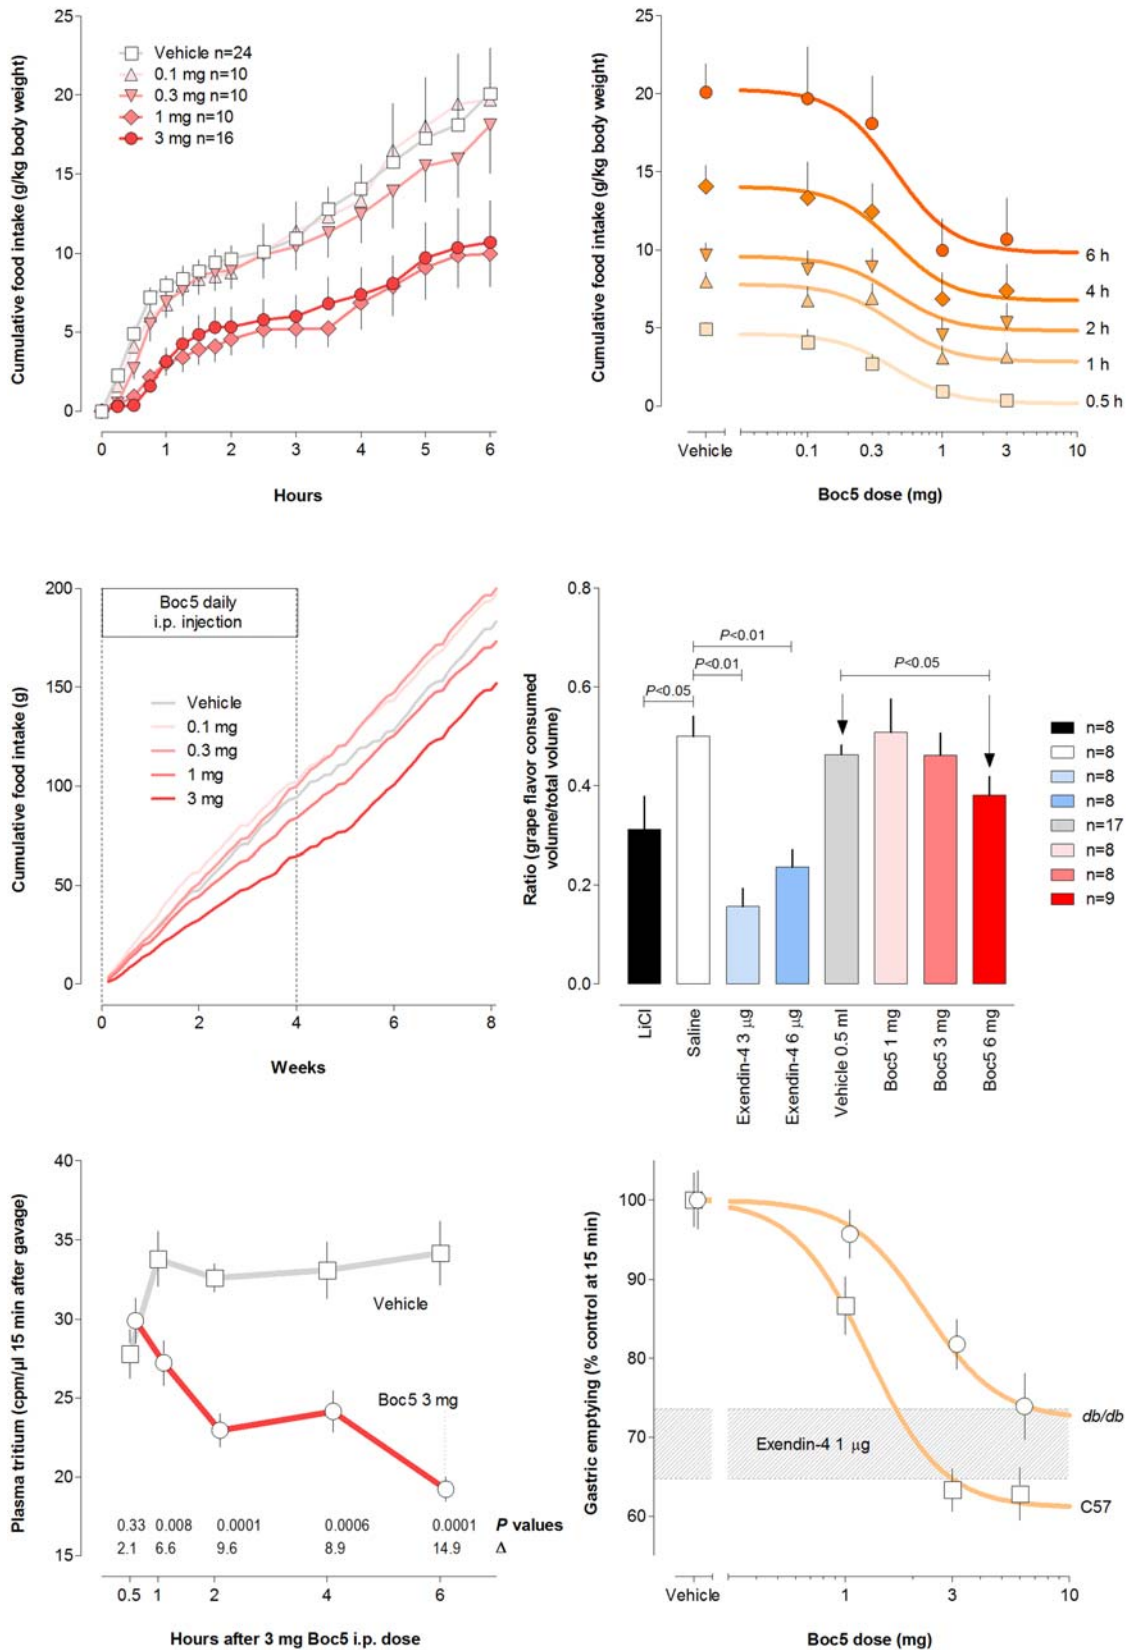 25
20
15
10
5
0
Cumulative food intake (g/kg body weight)
Vehicle n=24
0.1 mg n=10
0.3 mg n=10
1 mg n=10
3 mg n=16
0 1 2 3 4 5 6
Hours
25
20
15
10
5
0
Cumulative food intake (g/kg body weight)
6 h
4 h
2 h
1 h
0.5 h
Vehicle 0.1 0.3 1 3 10
Boc5 dose (mg)
200
150
100
50
0
Cumulative food intake (g)
Boc5 daily
i.p. injection
Vehicle
0.1 mg
0.3 mg
1 mg
3 mg
0 2 4 6 8
Weeks
0.8
0.6
0.4
0.2
0.0
Ratio (grape flavor consumed
volume/total volume)
P<0.01
P<0.01
P<0.05
P<0.05
n=8
n=8
n=8
n=8
n=17
n=8
n=8
n=9
LiCl
Saline
Exendin-4 3 µg
Exendin-4 6 µg
Vehicle 0.5 ml
Boc5 1 mg
Boc5 3 mg
Boc5 6 mg
40
35
30
25
20
15
Plasma tritium (cpm/µl 15 min after gavage)
Vehicle
Boc5 3 mg
0.33 0.008 0.0001 0.0006 0.0001 P values
2.1 6.6 9.6 8.9 14.9 Δ
0.5 1 2 4 6
Hours after 3 mg Boc5 i.p. dose
100
90
80
70
60
Gastric emptying (% control at 15 min)
Exendin-4 1 µg
db/db
C57
Vehicle 1 3 10
Boc5 dose (mg)